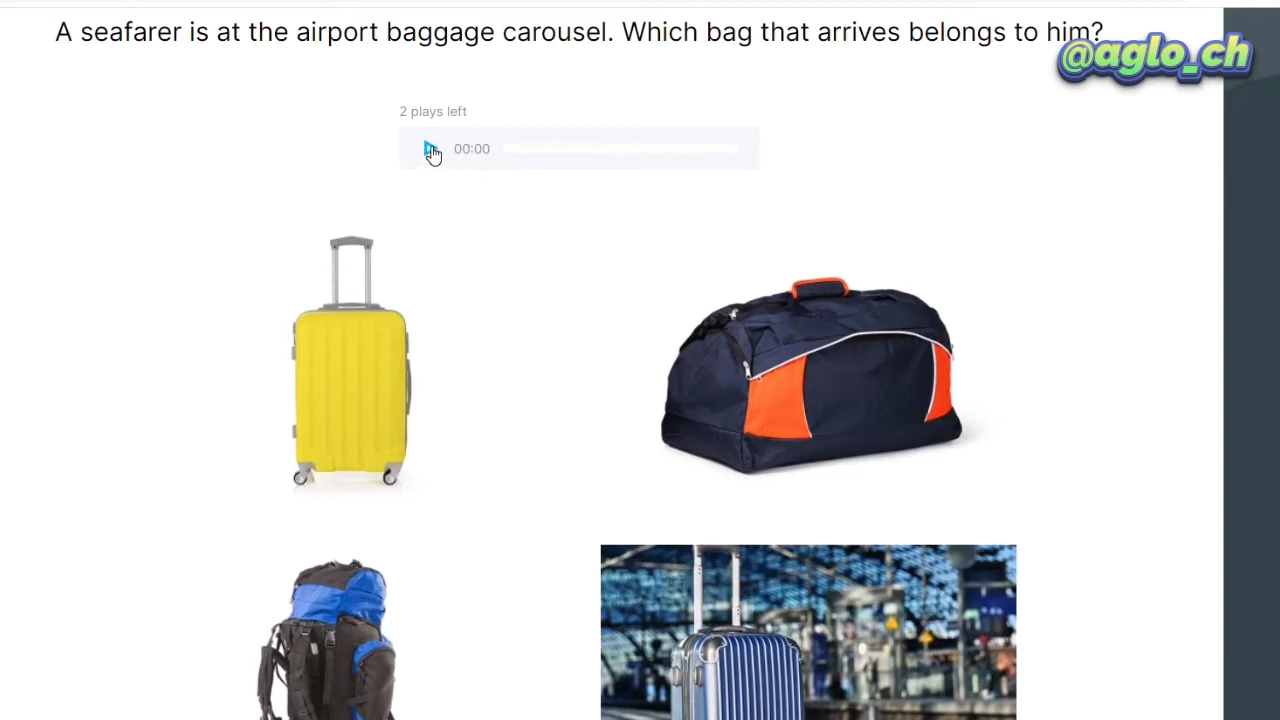 A seafarer is at the airport baggage carousel. Which bag that arrives belongs to him?
@aglo_ch
2 plays left
00:00